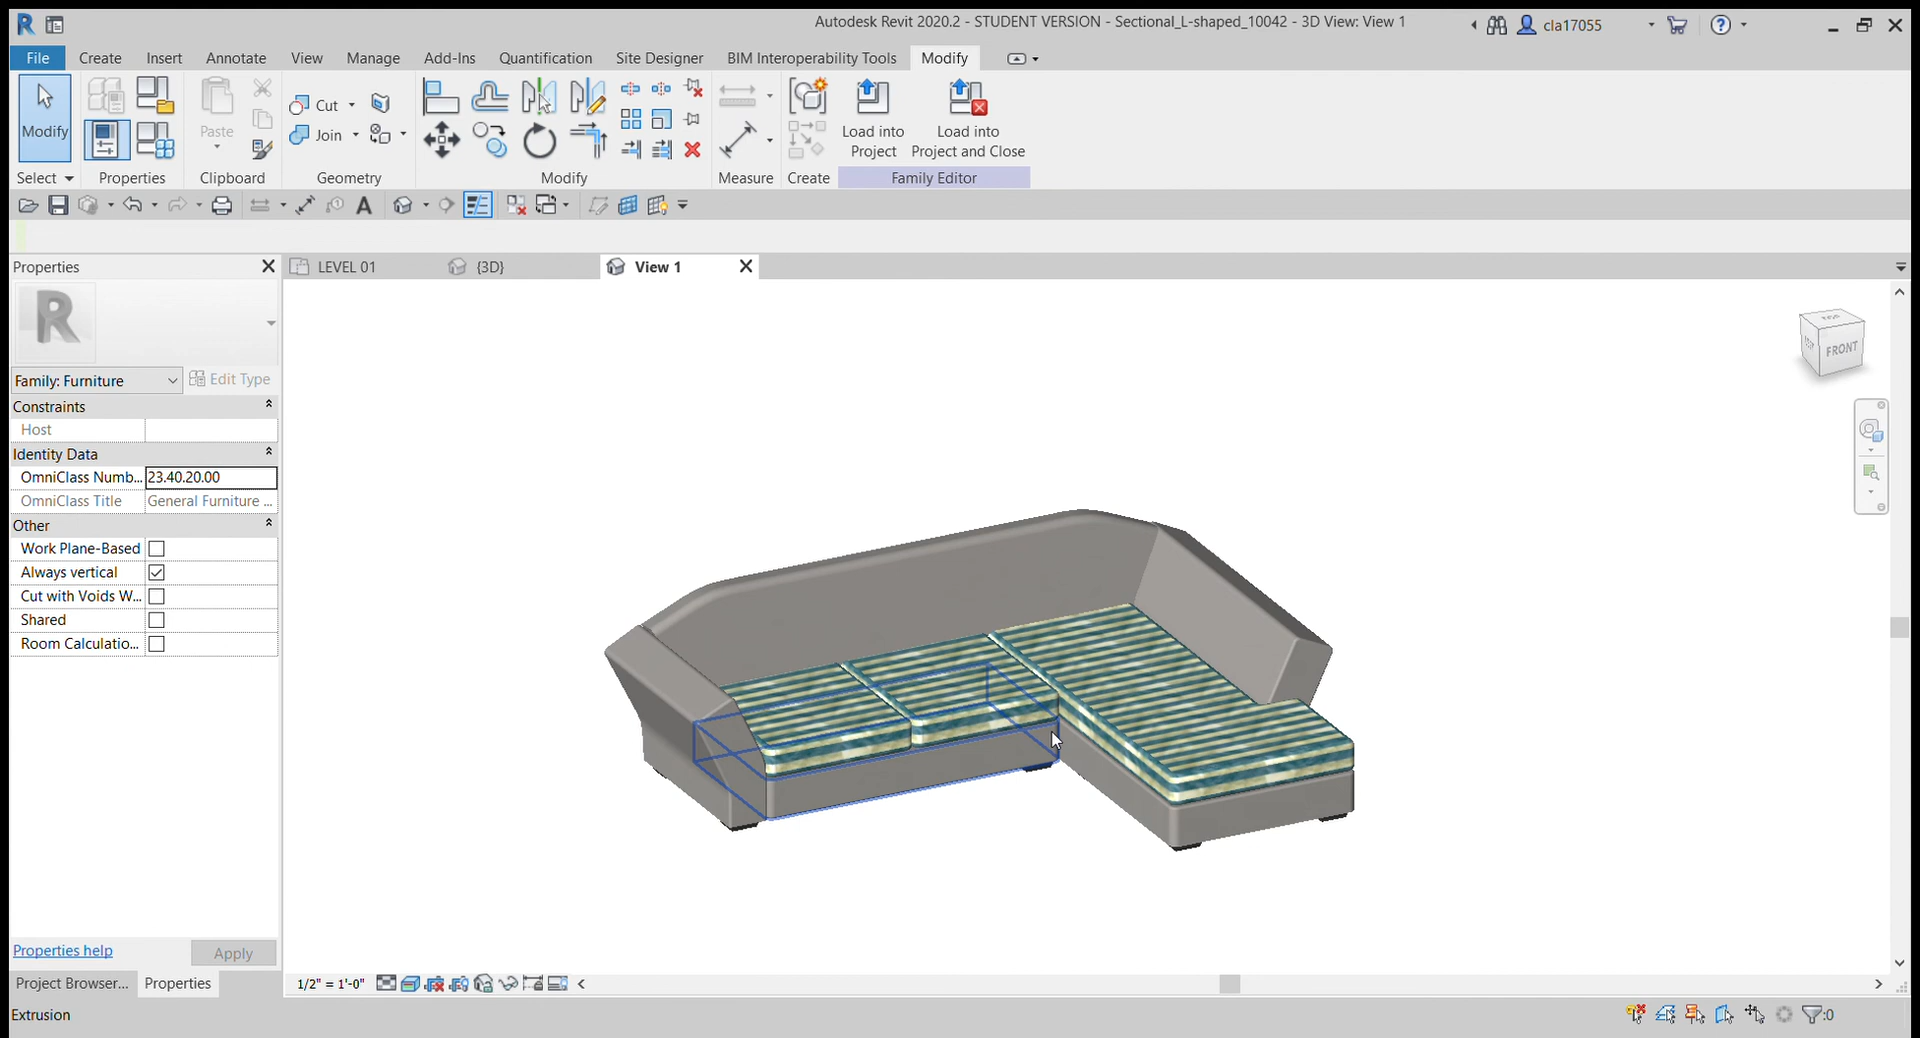 Autodesk Revit 2020.2 - STUDENT VERSION - Sectional_L-shaped_10042 - 3D View: View 1
cla17055
File Create Insert Annotate View Manage Add-Ins Quantification Site Designer BIM Interoperability Tools Modify
Modify
Paste
Cut
Join
Load into Project
Load into Project and Close
Select Properties Clipboard Geometry Modify Measure Create Family Editor
Properties
LEVEL 01
{3D}
View 1
R
FRONT
Family: Furniture
Edit Type
Constraints
Host
Identity Data
OmniClass Numb... 23.40.20.00
OmniClass Title General Furniture ...
Other
Work Plane-Based
Always vertical
Cut with Voids W...
Shared
Room Calculatio...
Properties help
Apply
Project Browser... Properties
1/2" = 1'-0"
Extrusion
:0